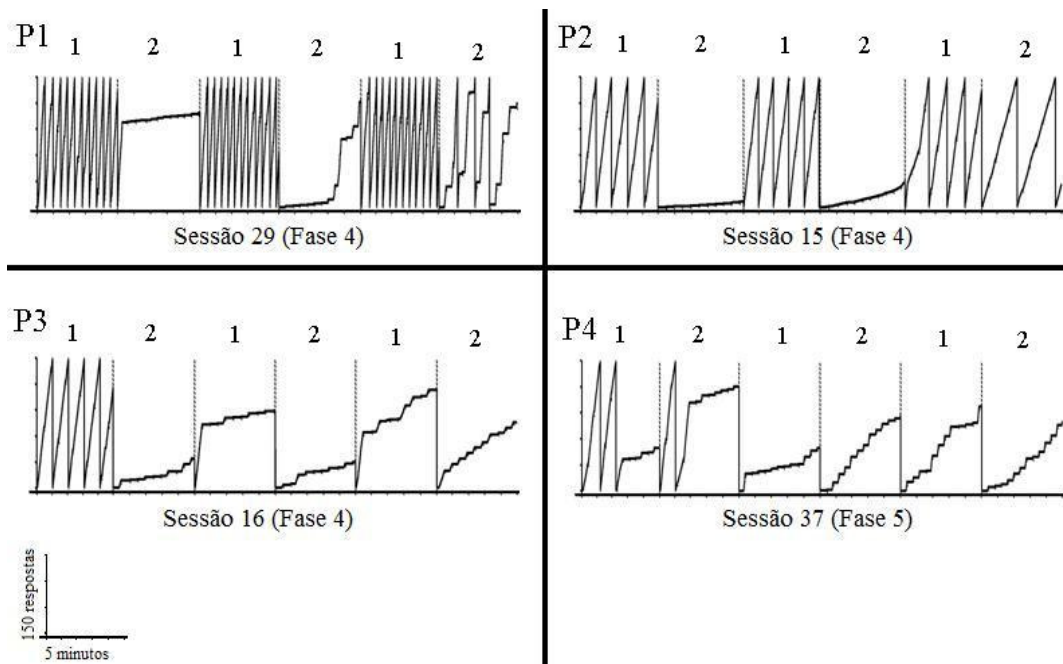 P1
1 2 1 2 1 2
Sessão 29 (Fase 4)
P2
1 2 1 2 1 2
Sessão 15 (Fase 4)
P3
1 2 1 2 1 2
Sessão 16 (Fase 4)
P4
1 2 1 2 1 2
Sessão 37 (Fase 5)
150 respostas
5 minutos